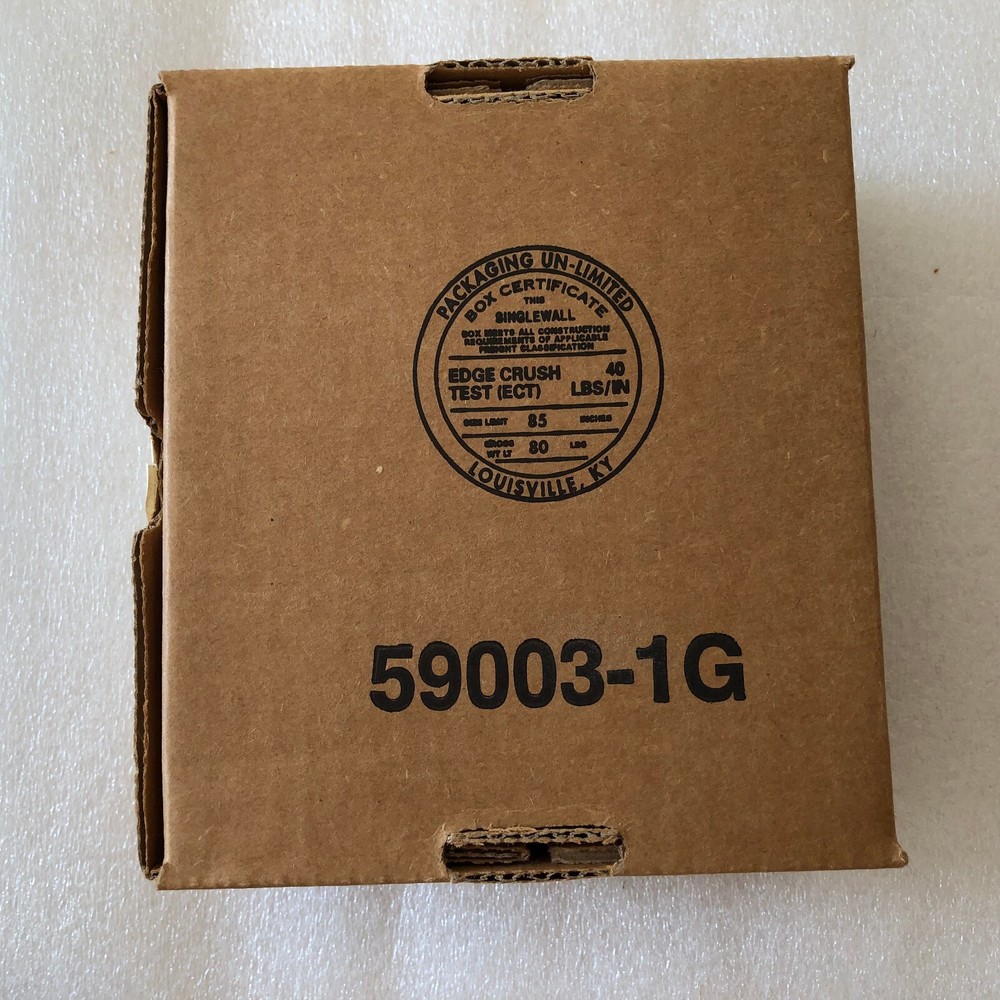 PACKAGING UN-LIMITED
BOX CERTIFICATE
THIS
SINGLEWALL
BOX MEETS ALL CONSTRUCTION
REQUIREMENTS OF APPLICABLE
FREIGHT CLASSIFICATION
EDGE CRUSH 40
TEST (ECT) LBS/IN
SIZE LIMIT 85 INCHES
GROSS
WT LT 80 LBS
LOUISVILLE, KY
59003-1G